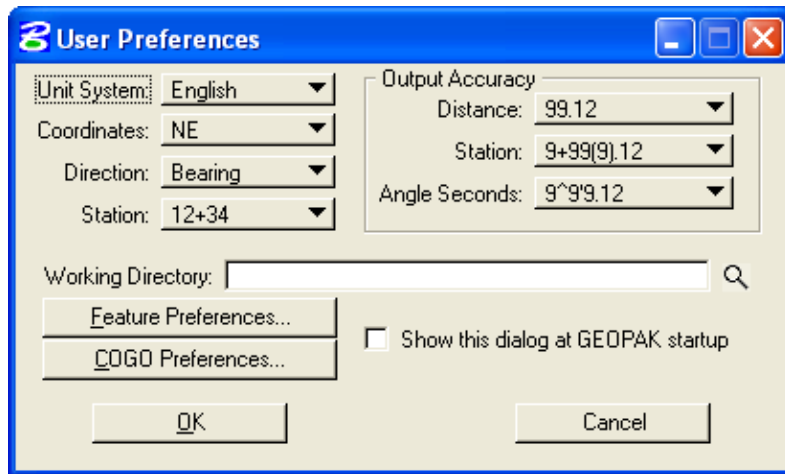 User Preferences
Unit System: English
Coordinates: NE
Direction: Bearing
Station: 12+34
Output Accuracy
Distance: 99.12
Station: 9+99(9).12
Angle Seconds: 9^9'9.12
Working Directory:
Feature Preferences...
COGO Preferences...
Show this dialog at GEOPAK startup
OK
Cancel